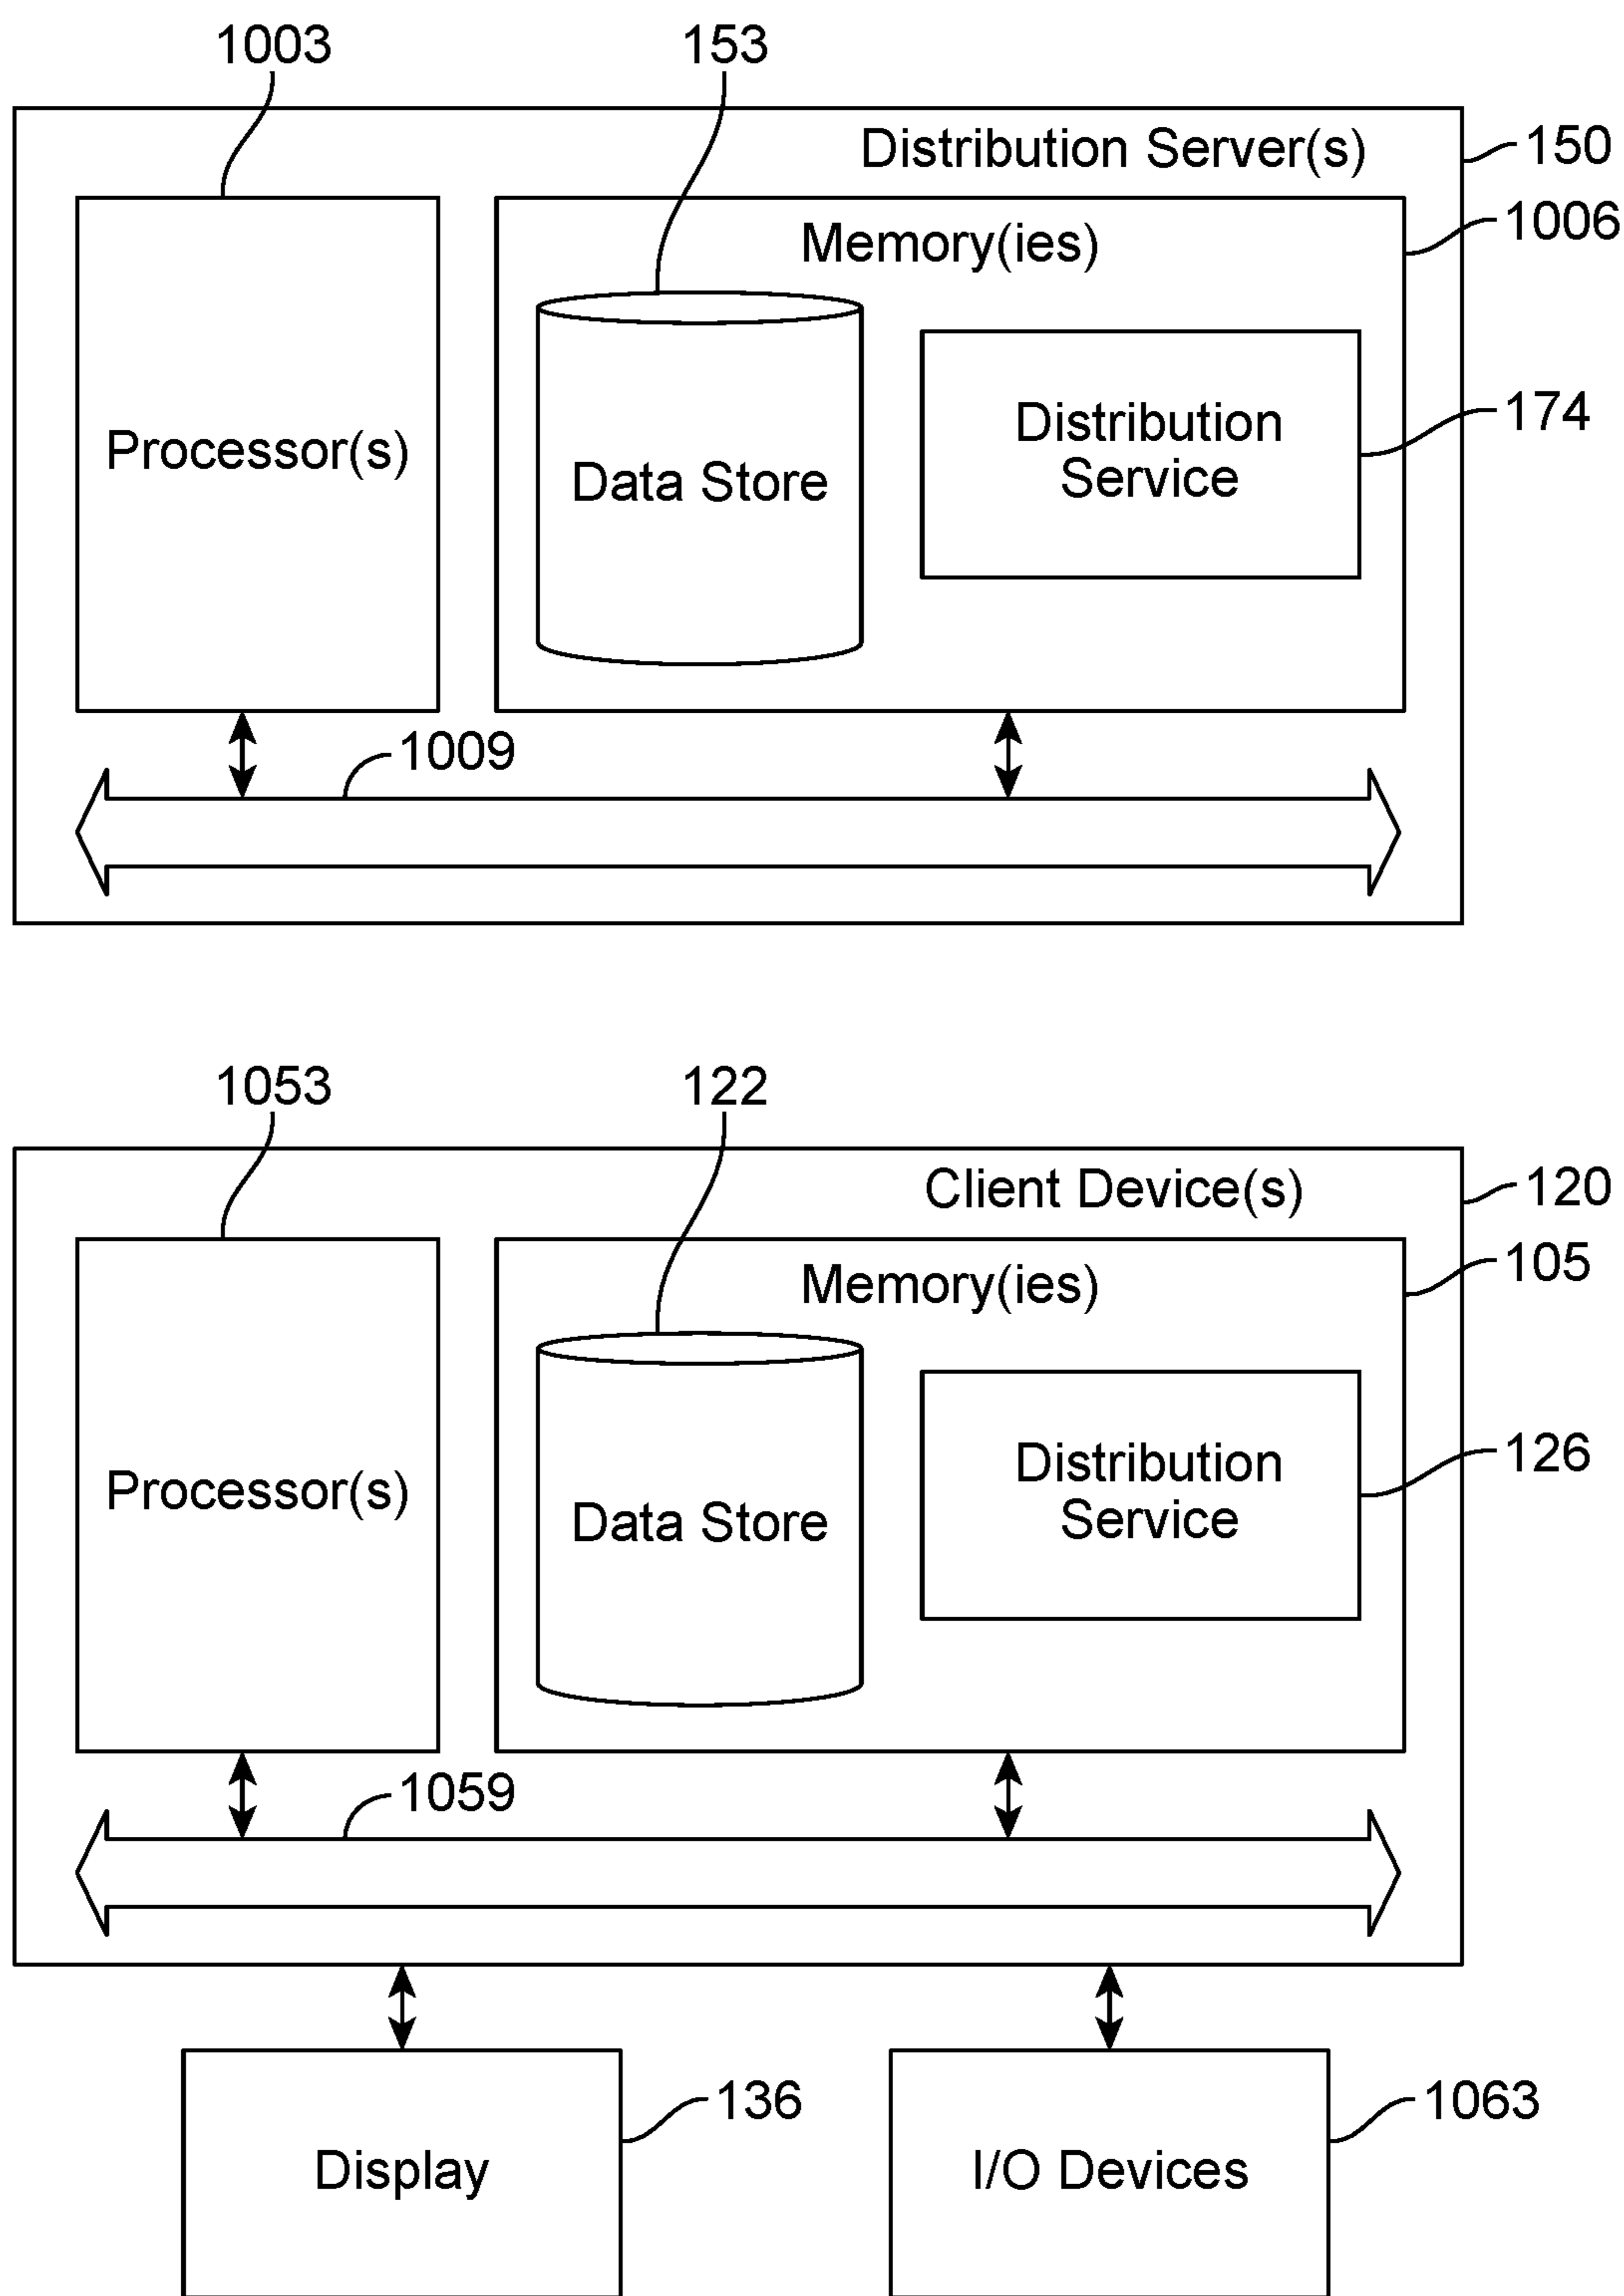 1003
153
Distribution Server(s)
150
Memory(ies)
1006
Processor(s)
Data Store
Distribution
Service
174
1009
1053
122
Client Device(s)
120
Memory(ies)
105
Processor(s)
Data Store
Distribution
Service
126
1059
136
1063
Display
I/O Devices